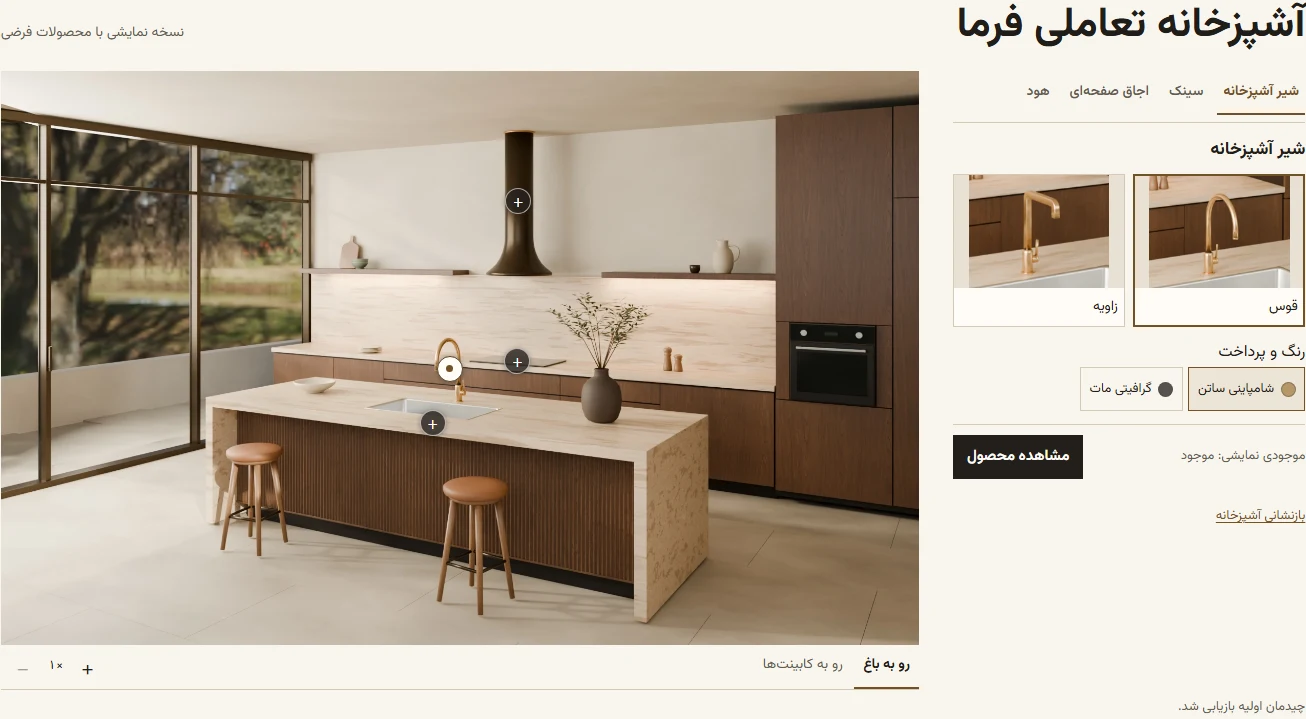 آشپزخانه تعاملی فرما
نسخه نمایشی با محصولات فرضی
شیر آشپزخانه
سینک
اجاق صفحه‌ای
هود
شیر آشپزخانه
قوس
زاویه
رنگ و پرداخت
شامپاینی ساتن
گرافیتی مات
موجودی نمایشی: موجود
مشاهده محصول
بازنشانی آشپزخانه
رو به باغ
رو به کابینت‌ها
+ ۱× −
چیدمان اولیه بازیابی شد.